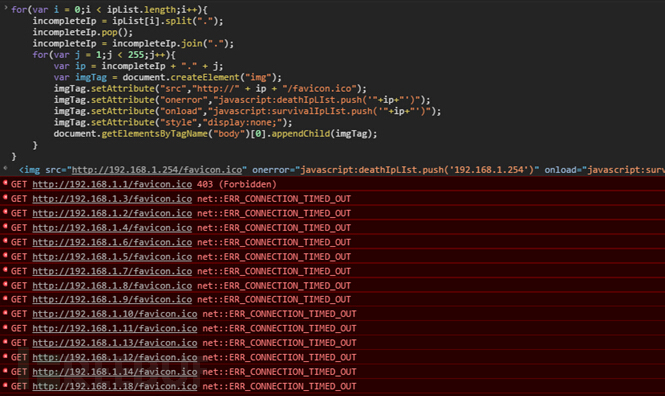 for(var i = 0;i < ipList.length;i++){
incompleteIp = ipList[i].split(".");
incompleteIp.pop();
incompleteIp = incompleteIp.join(".");
for(var j = 1;j < 255;j++){
var ip = incompleteIp + "." + j;
var imgTag = document.createElement("img");
imgTag.setAttribute("src","http://" + ip + "/favicon.ico");
imgTag.setAttribute("onerror","javascript:deathIpLIst.push('"+ip+"')");
imgTag.setAttribute("onload","javascript:survivalIpLIst.push('"+ip+"')");
imgTag.setAttribute("style","display:none;");
document.getElementsByTagName("body")[0].appendChild(imgTag);
}
}
<img src="http://192.168.1.254/favicon.ico" onerror="javascript:deathIpLIst.push('192.168.1.254')" onload="javascript:surv
GET http://192.168.1.1/favicon.ico 403 (Forbidden)
GET http://192.168.1.3/favicon.ico net::ERR_CONNECTION_TIMED_OUT
GET http://192.168.1.2/favicon.ico net::ERR_CONNECTION_TIMED_OUT
GET http://192.168.1.4/favicon.ico net::ERR_CONNECTION_TIMED_OUT
GET http://192.168.1.6/favicon.ico net::ERR_CONNECTION_TIMED_OUT
GET http://192.168.1.5/favicon.ico net::ERR_CONNECTION_TIMED_OUT
GET http://192.168.1.7/favicon.ico net::ERR_CONNECTION_TIMED_OUT
GET http://192.168.1.8/favicon.ico net::ERR_CONNECTION_TIMED_OUT
GET http://192.168.1.9/favicon.ico net::ERR_CONNECTION_TIMED_OUT
GET http://192.168.1.10/favicon.ico net::ERR_CONNECTION_TIMED_OUT
GET http://192.168.1.11/favicon.ico net::ERR_CONNECTION_TIMED_OUT
GET http://192.168.1.13/favicon.ico net::ERR_CONNECTION_TIMED_OUT
GET http://192.168.1.12/favicon.ico net::ERR_CONNECTION_TIMED_OUT
GET http://192.168.1.14/favicon.ico net::ERR_CONNECTION_TIMED_OUT
GET http://192.168.1.18/favicon.ico net::ERR_CONNECTION_TIMED_OUT